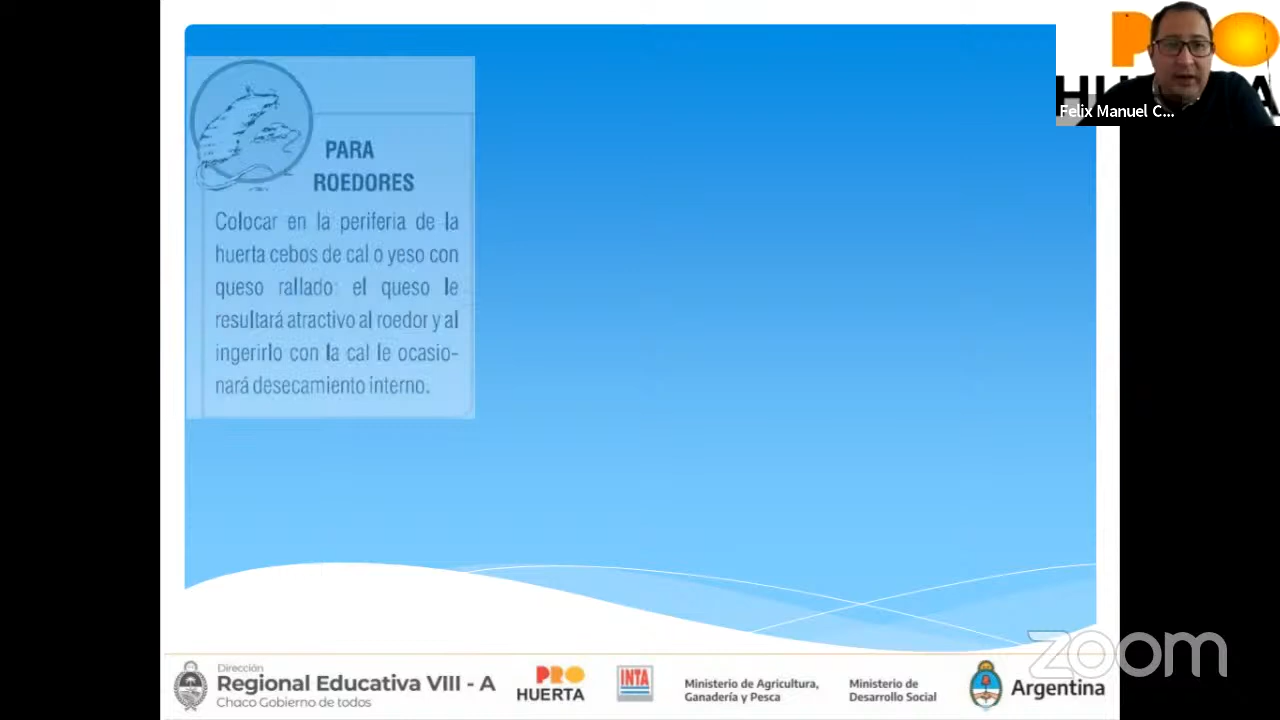 PARA
ROEDORES
Colocar en la periferia de la
huerta cebos de cal o yeso con
queso rallado: el queso le
resultará atractivo al roedor y al
ingerirlo con la cal le ocasio-
nará desecamiento interno.
PRO
HUERTA
Felix Manuel C...
zoom
Dirección
Regional Educativa VIII - A
Chaco Gobierno de todos
PRO
HUERTA
INTA
Ministerio de Agricultura,
Ganadería y Pesca
Ministerio de
Desarrollo Social
Argentina